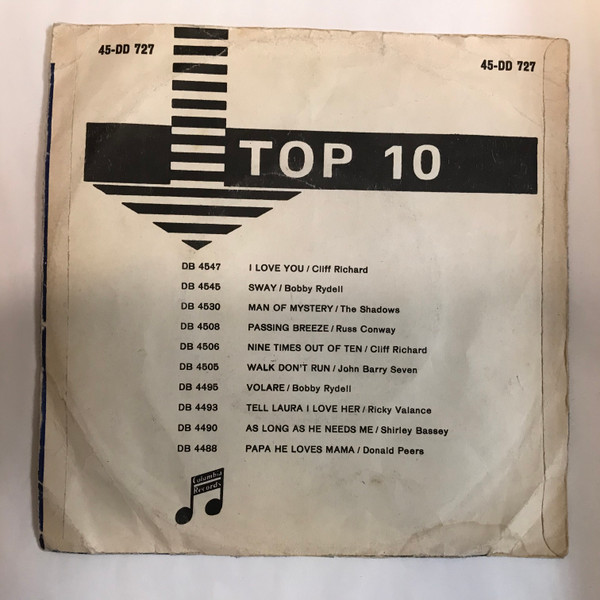 45-DD 727
45-DD 727
TOP 10
DB 4547 I LOVE YOU / Cliff Richard
DB 4545 SWAY / Bobby Rydell
DB 4530 MAN OF MYSTERY / The Shadows
DB 4508 PASSING BREEZE / Russ Conway
DB 4506 NINE TIMES OUT OF TEN / Cliff Richard
DB 4505 WALK DON'T RUN / John Barry Seven
DB 4495 VOLARE / Bobby Rydell
DB 4493 TELL LAURA I LOVE HER / Ricky Valance
DB 4490 AS LONG AS HE NEEDS ME / Shirley Bassey
DB 4488 PAPA HE LOVES MAMA / Donald Peers
Columbia
Records